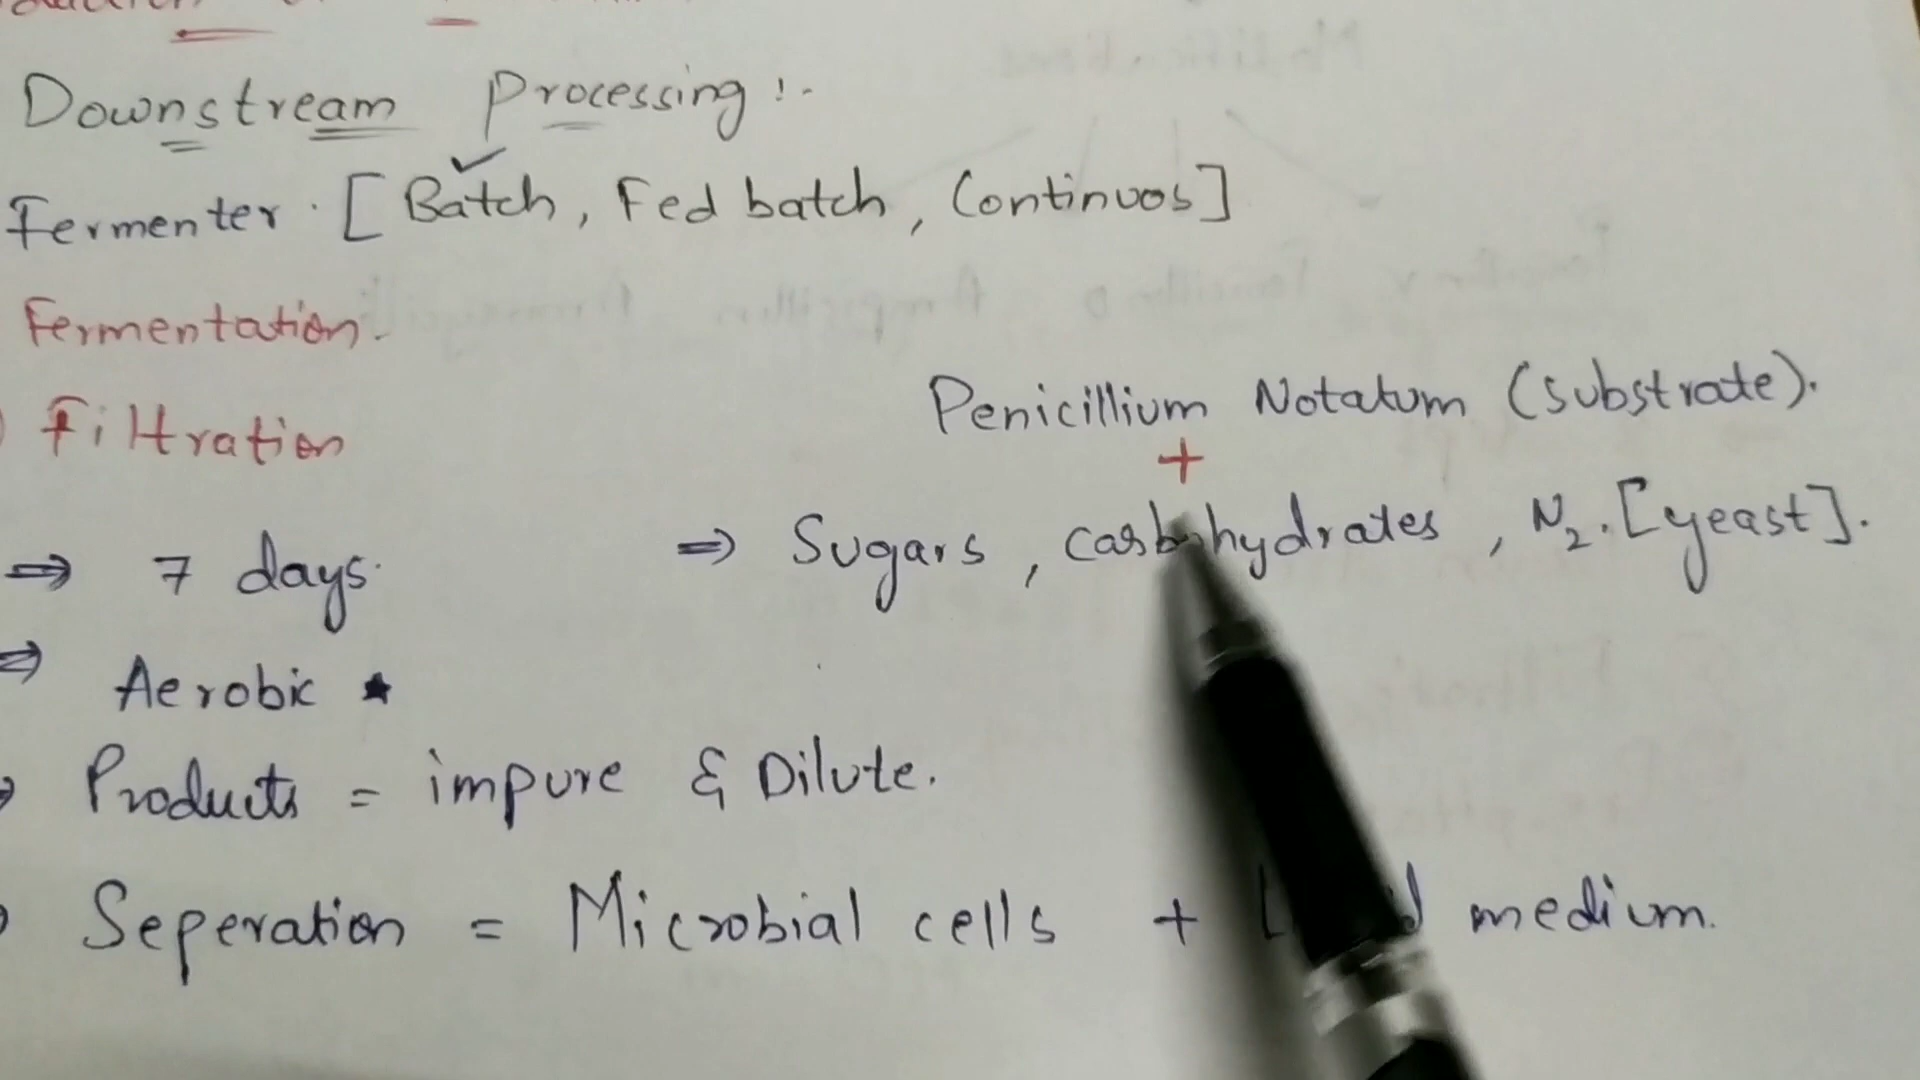 Downstream Processing :-
Fermenter · [Batch, Fed batch, Continuos]
Fermentation.
Filtration
Penicillium Notatum (Substrate).
+
⇒ 7 days.
⇒ Sugars, carbohydrates, N2. [yeast].
⇒ Aerobic ★
Products = impure & Dilute.
Seperation = Microbial cells + medium.